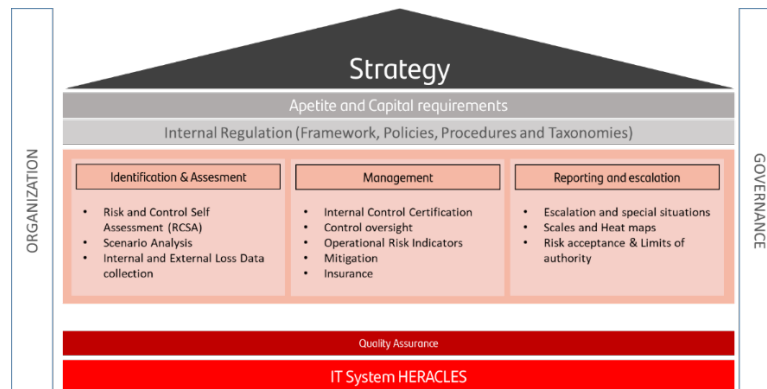 Strategy
Apetite and Capital requirements
Internal Regulation (Framework, Policies, Procedures and Taxonomies)
ORGANIZATION
Identification & Assesment
• Risk and Control Self
Assessment (RCSA)
• Scenario Analysis
• Internal and External Loss Data
collection
Management
• Internal Control Certification
• Control oversight
• Operational Risk Indicators
• Mitigation
• Insurance
Reporting and escalation
• Escalation and special situations
• Scales and Heat maps
• Risk acceptance & Limits of
authority
GOVERNANCE
Quality Assurance
IT System HERACLES